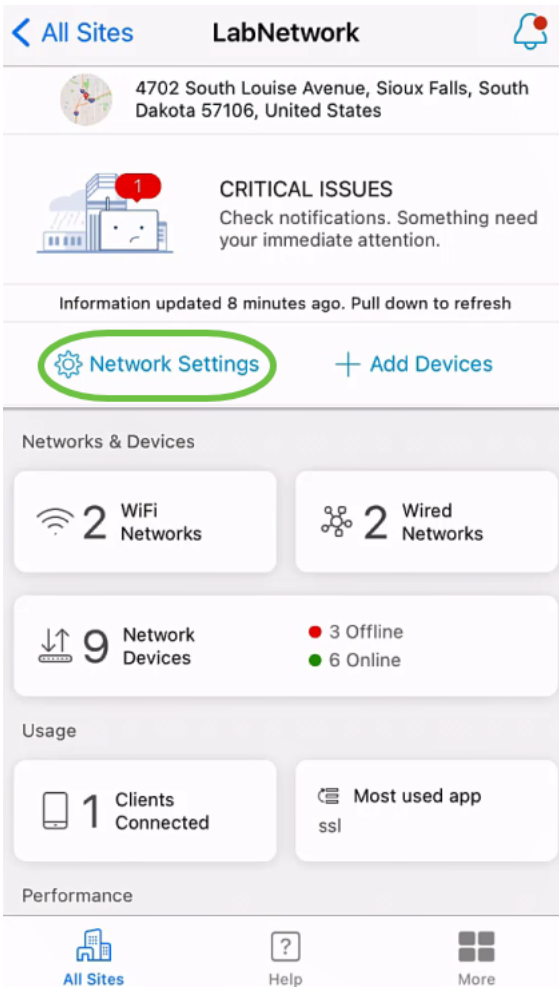 All Sites
LabNetwork
4702 South Louise Avenue, Sioux Falls, South
Dakota 57106, United States
1
CRITICAL ISSUES
Check notifications. Something need
your immediate attention.
Information updated 8 minutes ago. Pull down to refresh
Network Settings
Add Devices
Networks & Devices
2 WiFi
Networks
2 Wired
Networks
9 Network
Devices
3 Offline
6 Online
Usage
1 Clients
Connected
Most used app
ssl
Performance
All Sites
? Help
More